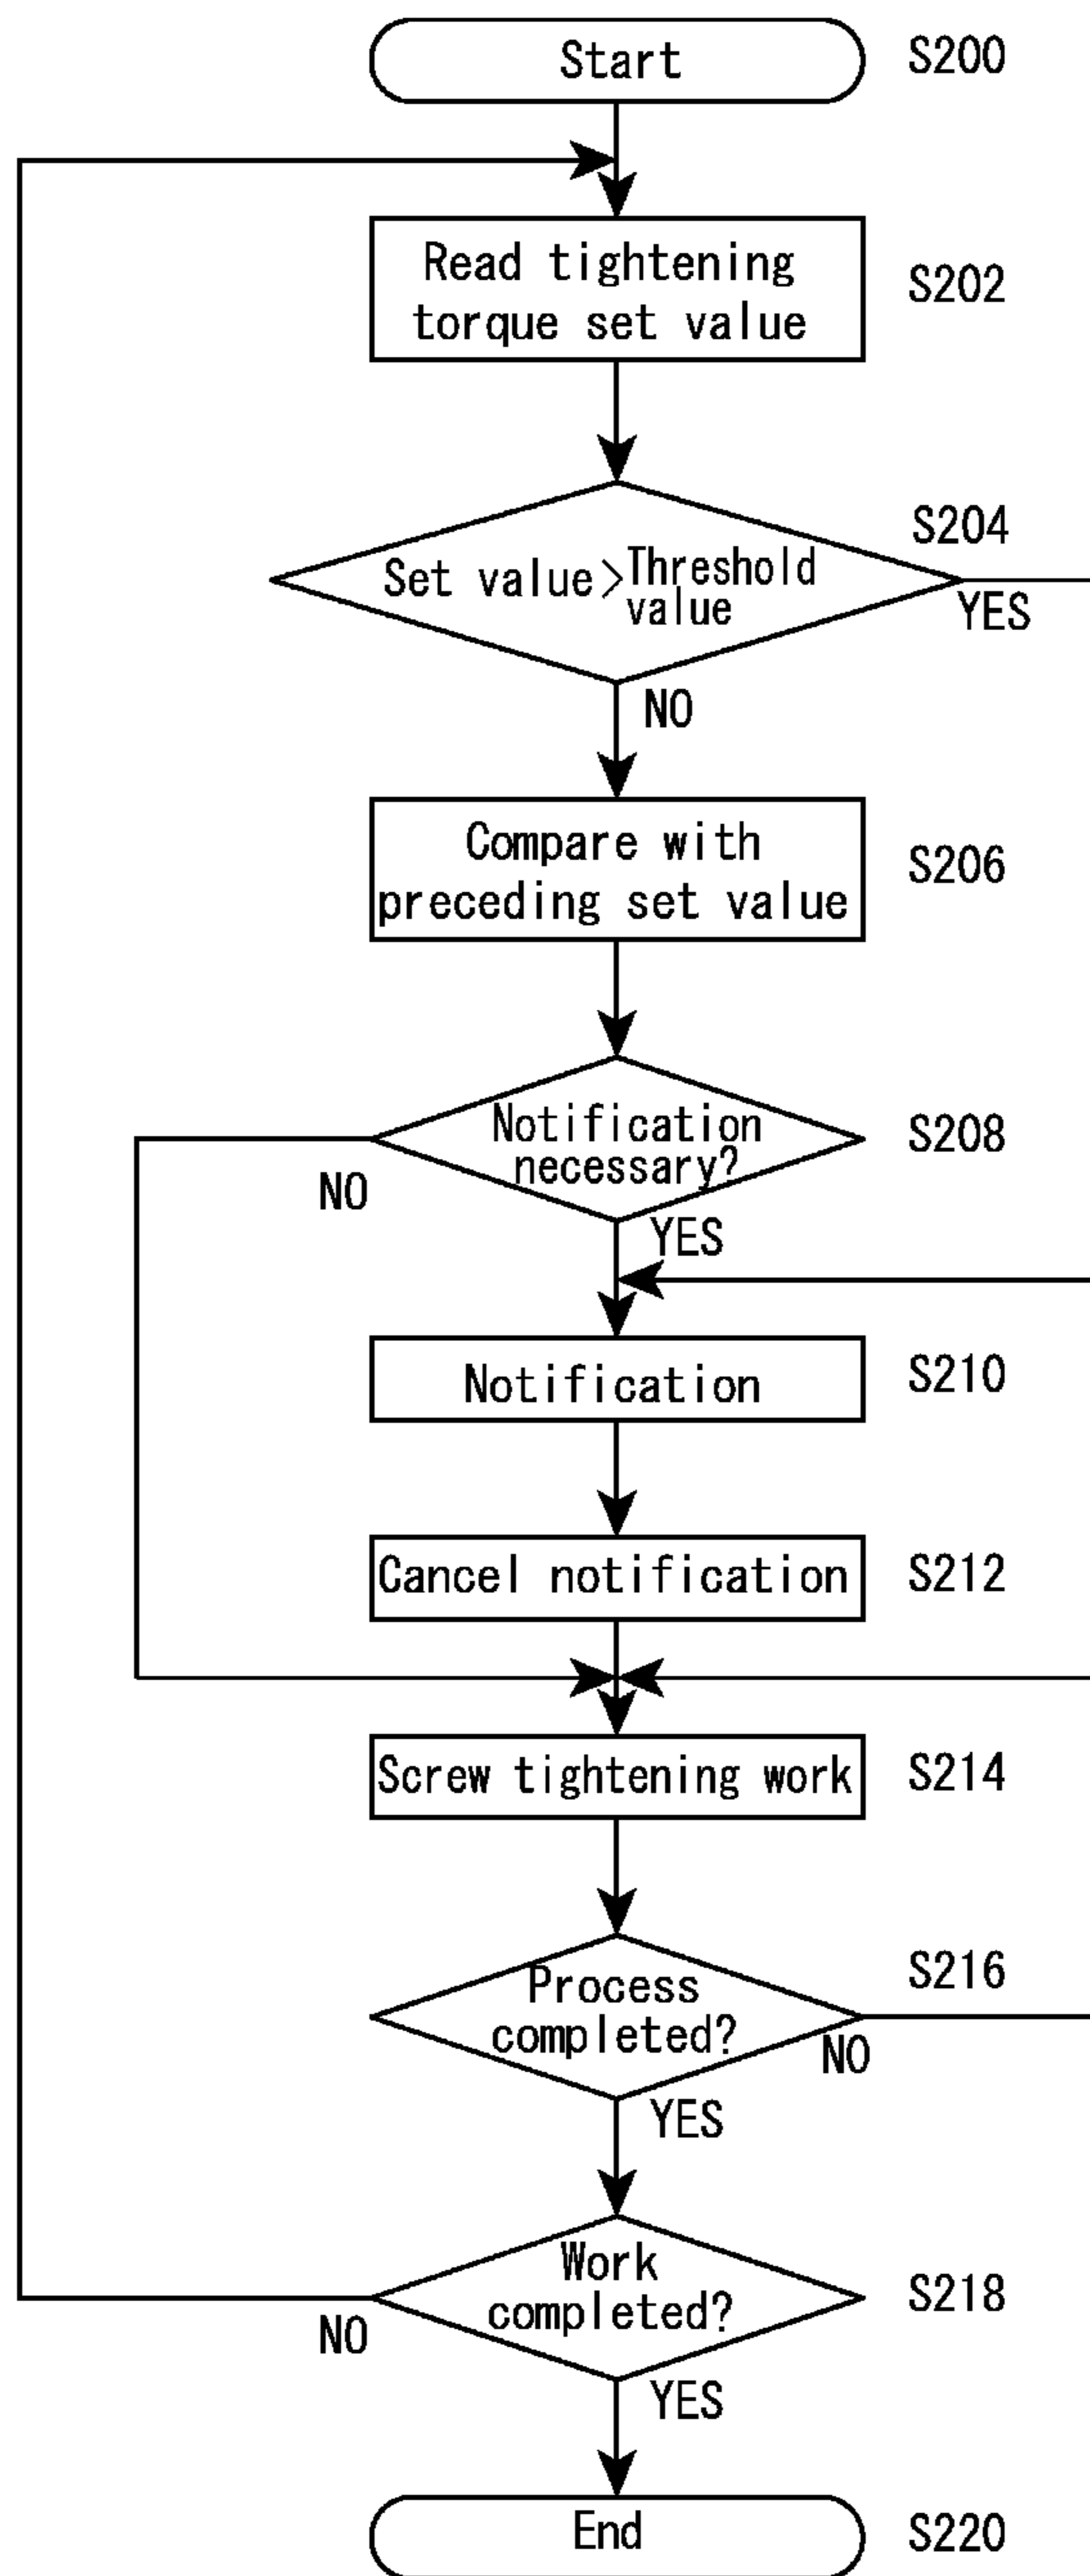 Start
S200
Read tightening
torque set value
S202
Set value>Threshold
value
S204
YES
NO
Compare with
preceding set value
S206
Notification
necessary?
S208
NO
YES
Notification
S210
Cancel notification
S212
Screw tightening work
S214
Process
completed?
S216
NO
YES
Work
completed?
S218
NO
YES
End
S220